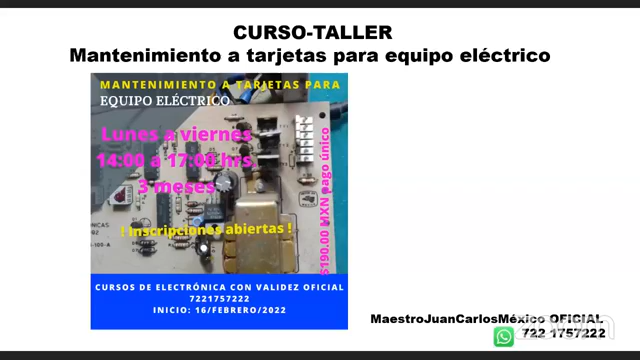 CURSO-TALLER
Mantenimiento a tarjetas para equipo eléctrico
MANTENIMIENTO A TARJETAS PARA
EQUIPO ELÉCTRICO
Lunes a viernes
14:00 a 17:00 hrs.
3 meses
$190.00 MXN pago único
! Inscripciones abiertas !
CURSOS DE ELECTRÓNICA CON VALIDEZ OFICIAL
7221757222
INICIO: 16/FEBRERO/2022
MaestroJuanCarlosMéxico OFICIAL
722 1757222
zoom